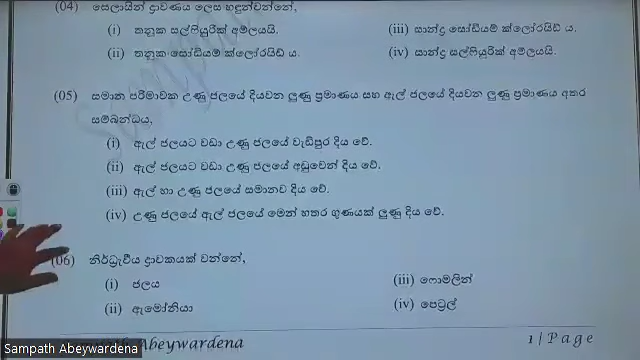 (04) සෙලායින් ද්‍රාවණය ලෙස හඳුන්වන්නේ,
(i) තනුක සල්ෆියුරික් අම්ලයයි. (iii) සාන්ද්‍ර සෝඩියම් ක්ලෝරයිඩ් ය.
(ii) තනුක සෝඩියම් ක්ලෝරයිඩ් ය. (iv) සාන්ද්‍ර සල්ෆියුරික් අම්ලයයි.
(05) සමාන පරිමාවක උණු ජලයේ දියවන ලුණු ප්‍රමාණය සහ ඇල් ජලයේ දියවන ලුණු ප්‍රමාණය අතර
සම්බන්ධය,
(i) ඇල් ජලයට වඩා උණු ජලයේ වැඩිපුර දිය වේ.
(ii) ඇල් ජලයට වඩා උණු ජලයේ අඩුවෙන් දිය වේ.
(iii) ඇල් හා උණු ජලයේ සමානව දිය වේ.
(iv) උණු ජලයේ ඇල් ජලයේ මෙන් හතර ගුණයක් ලුණු දිය වේ.
(06) නිර්ධ්‍රැවීය ද්‍රාවකයක් වන්නේ,
(i) ජලය (iii) ෆොමලින්
(ii) ඇමෝනියා (iv) පෙට්‍රල්
Abeywardena 1 | Page
Sampath Abeywardena